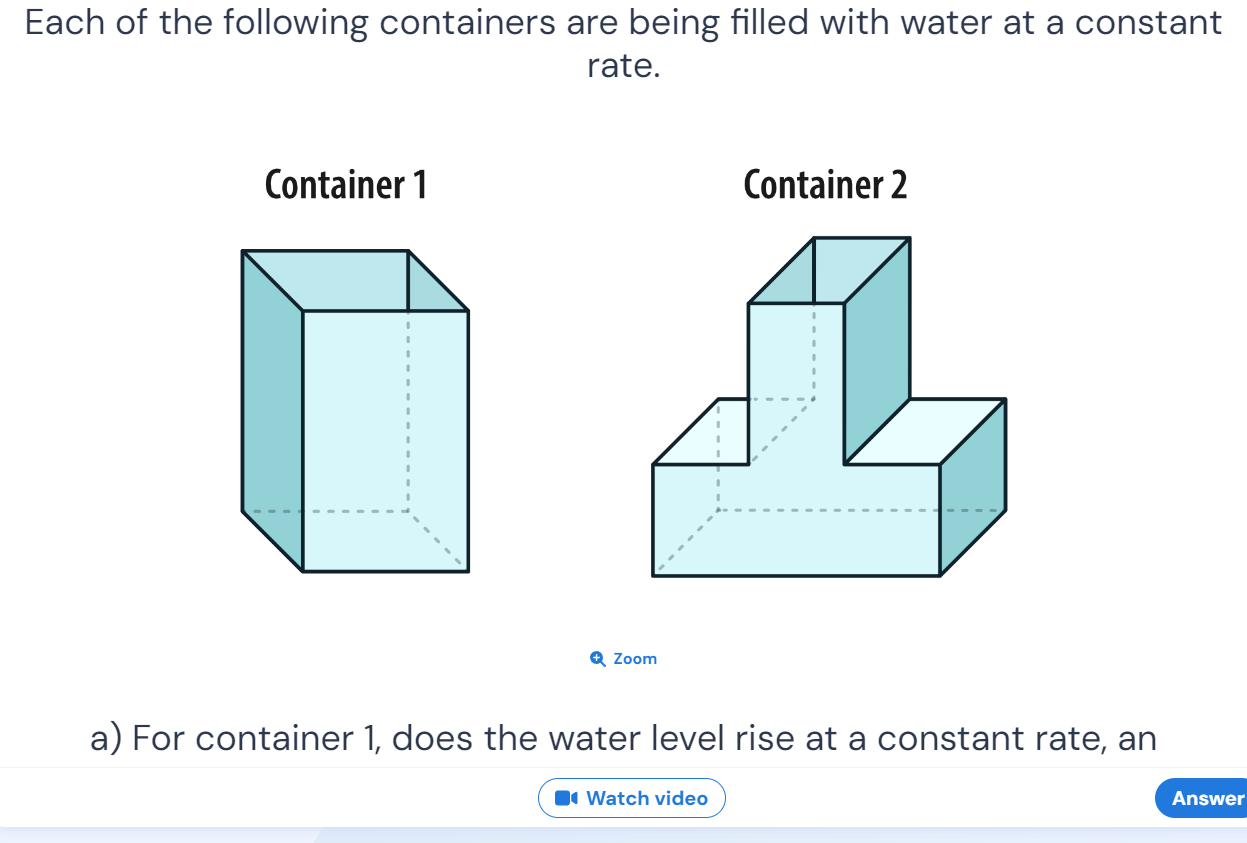 Each of the following containers are being filled with water at a constant
rate.
Container 1
Container 2
Zoom
a) For container 1, does the water level rise at a constant rate, an
Watch video
Answer